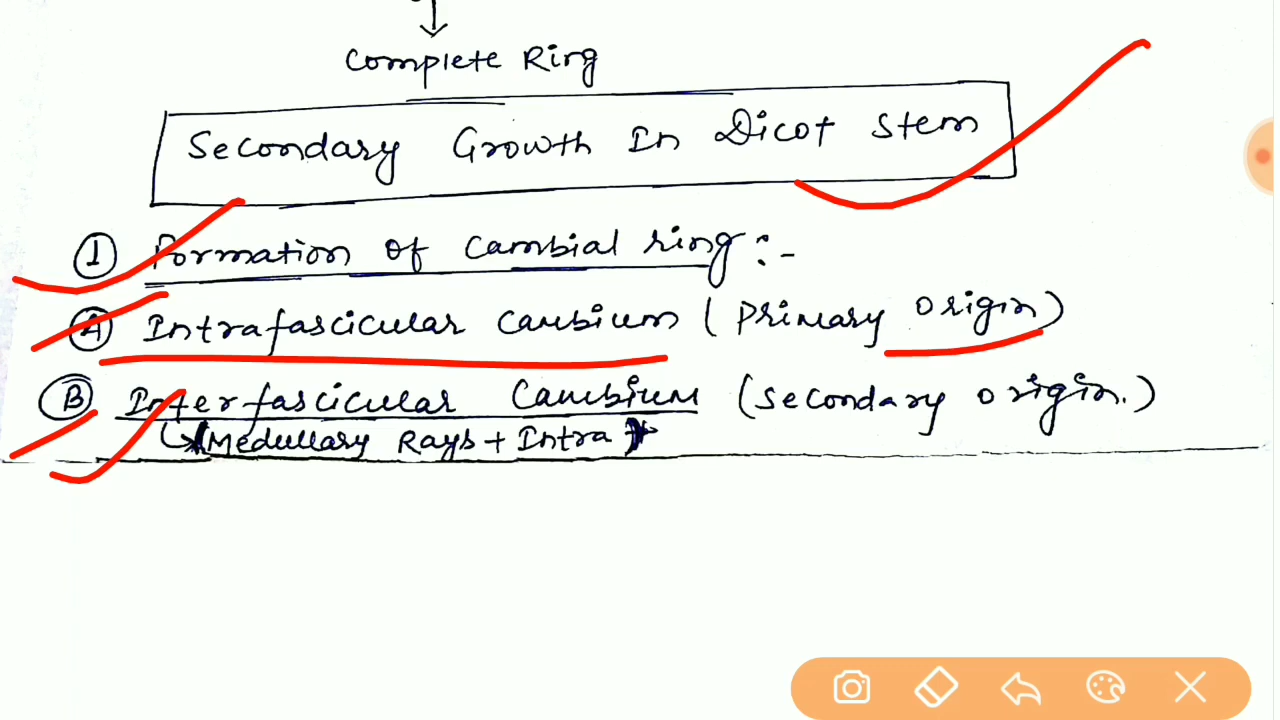 Complete Ring
Secondary Growth In Dicot Stem
① Formation of Cambial ring :-
Ⓐ Intrafascicular Cambium (Primary Origin)
Ⓑ Interfascicular Cambium (Secondary Origin.)
↳ (Medullary Rays + Intra)